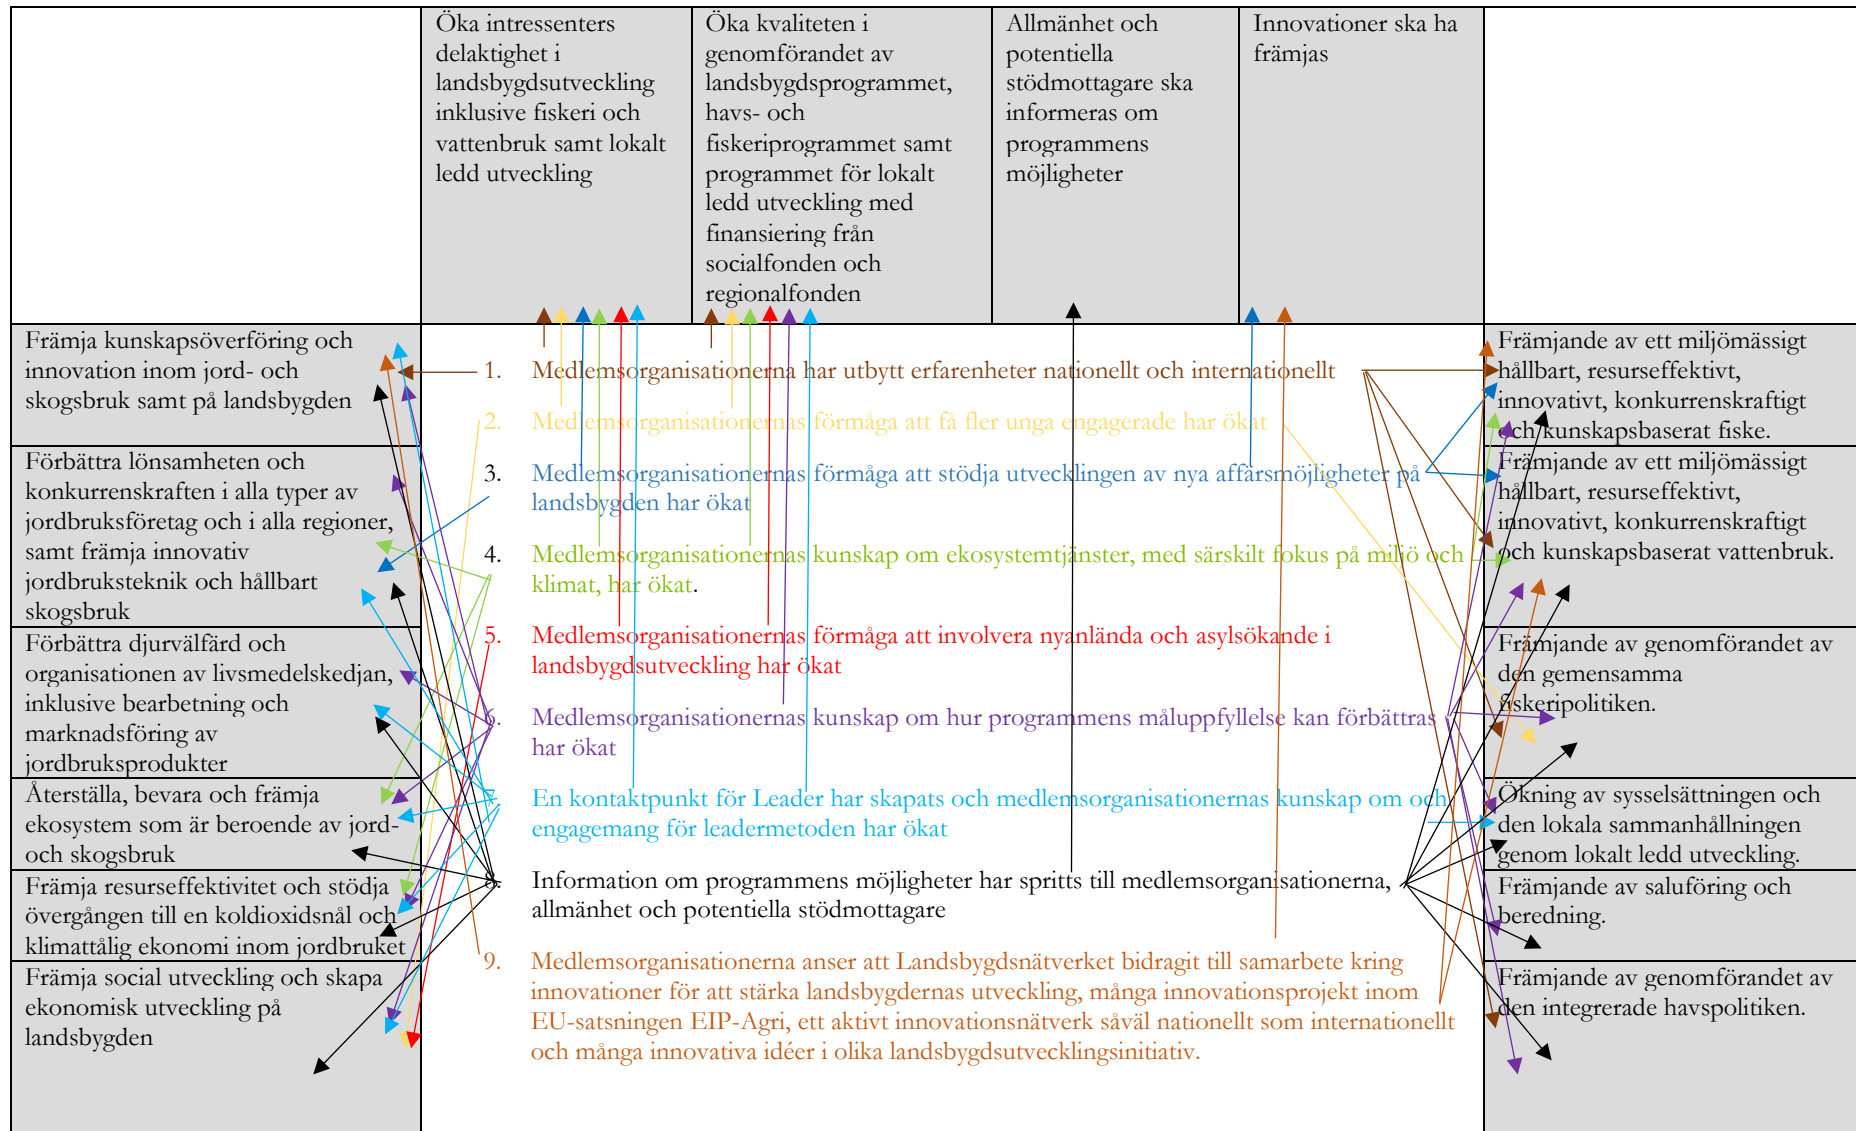 Öka intressenters
delaktighet i
landsbygdsutveckling
inklusive fiskeri och
vattenbruk samt lokalt
ledd utveckling
Öka kvaliteten i
genomförandet av
landsbygdsprogrammet,
havs- och
fiskeriprogrammet samt
programmet för lokalt
ledd utveckling med
finansiering från
socialfonden och
regionalfonden
Allmänhet och
potentiella
stödmottagare ska
informeras om
programmens
möjligheter
Innovationer ska ha
främjas
Främja kunskapsöverföring och
innovation inom jord- och
skogsbruk samt på landsbygden
Förbättra lönsamheten och
konkurrenskraften i alla typer av
jordbruksföretag och i alla regioner,
samt främja innovativ
jordbruksteknik och hållbart
skogsbruk
Förbättra djurvälfärd och
organisationen av livsmedelskedjan,
inklusive bearbetning och
marknadsföring av
jordbruksprodukter
Återställa, bevara och främja
ekosystem som är beroende av jord-
och skogsbruk
Främja resurseffektivitet och stödja
övergången till en koldioxidsnål och
klimattålig ekonomi inom jordbruket
Främja social utveckling och skapa
ekonomisk utveckling på
landsbygden
1. Medlemsorganisationerna har utbytt erfarenheter nationellt och internationellt
2. Medlemsorganisationernas förmåga att få fler unga engagerade har ökat
3. Medlemsorganisationernas förmåga att stödja utvecklingen av nya affärsmöjligheter på
landsbygden har ökat
4. Medlemsorganisationernas kunskap om ekosystemtjänster, med särskilt fokus på miljö och
klimat, har ökat.
5. Medlemsorganisationernas förmåga att involvera nyanlända och asylsökande i
landsbygdsutveckling har ökat
6. Medlemsorganisationernas kunskap om hur programmens måluppfyllelse kan förbättras
har ökat
7. En kontaktpunkt för Leader har skapats och medlemsorganisationernas kunskap om och
engagemang för leadermetoden har ökat
8. Information om programmens möjligheter har spritts till medlemsorganisationerna,
allmänhet och potentiella stödmottagare
9. Medlemsorganisationerna anser att Landsbygdsnätverket bidragit till samarbete kring
innovationer för att stärka landsbygdernas utveckling, många innovationsprojekt inom
EU-satsningen EIP-Agri, ett aktivt innovationsnätverk såväl nationellt som internationellt
och många innovativa idéer i olika landsbygdsutvecklingsinitiativ.
Främjande av ett miljömässigt
hållbart, resurseffektivt,
innovativt, konkurrenskraftigt
och kunskapsbaserat fiske.
Främjande av ett miljömässigt
hållbart, resurseffektivt,
innovativt, konkurrenskraftigt
och kunskapsbaserat vattenbruk.
Främjande av genomförandet av
den gemensamma
fiskeripolitiken.
Ökning av sysselsättningen och
den lokala sammanhållningen
genom lokalt ledd utveckling.
Främjande av saluföring och
beredning.
Främjande av genomförandet av
den integrerade havspolitiken.